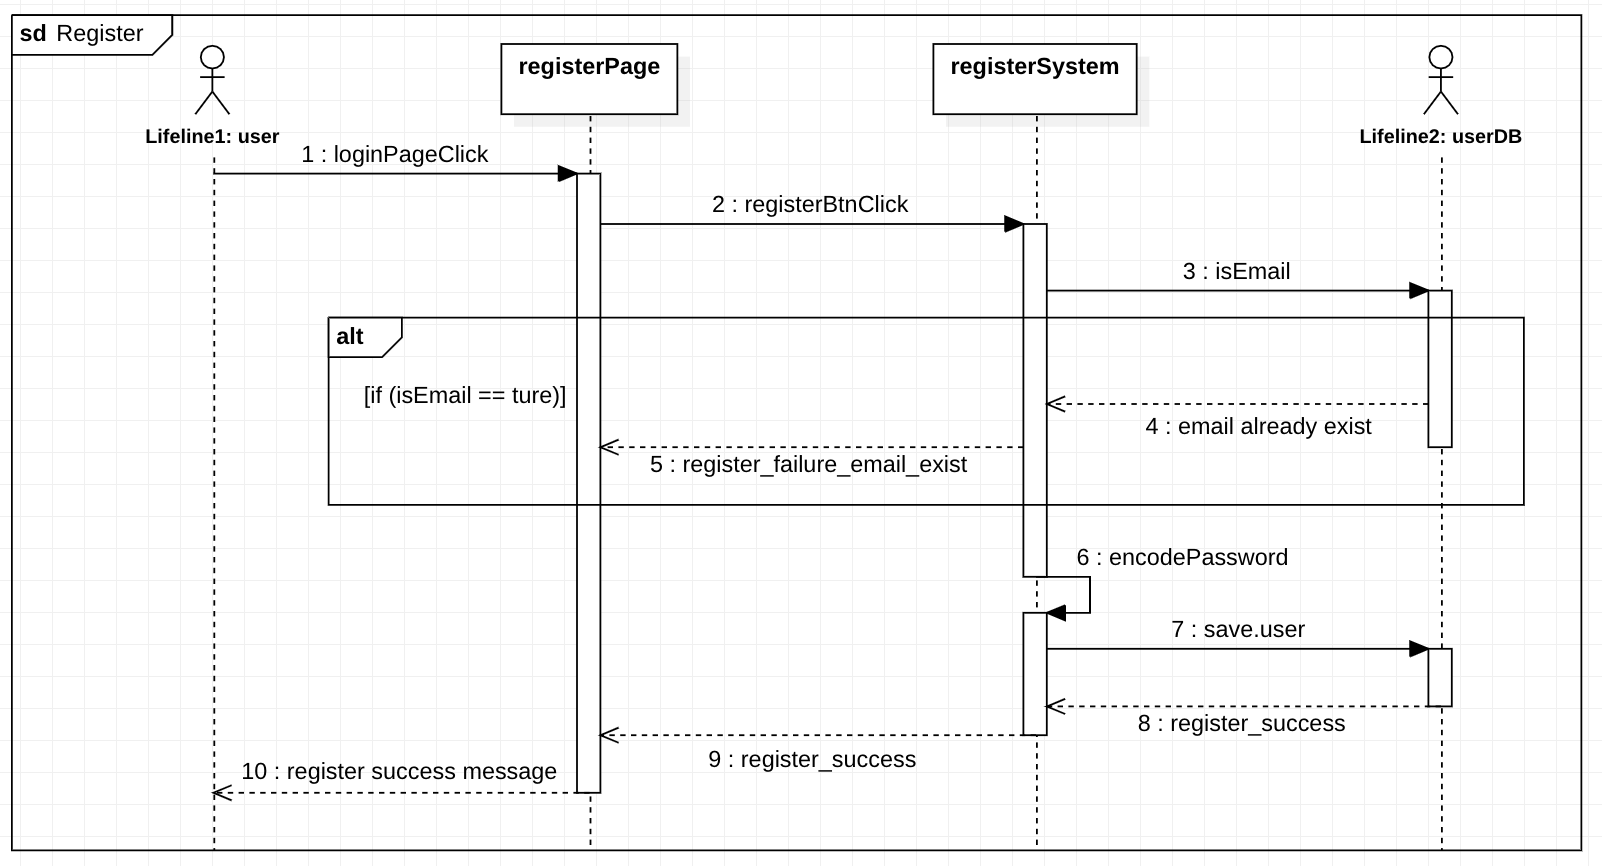 sd Register
registerPage
registerSystem
Lifeline1: user
Lifeline2: userDB
1 : loginPageClick
2 : registerBtnClick
3 : isEmail
alt
[if (isEmail == ture)]
4 : email already exist
5 : register_failure_email_exist
6 : encodePassword
7 : save.user
8 : register_success
9 : register_success
10 : register success message